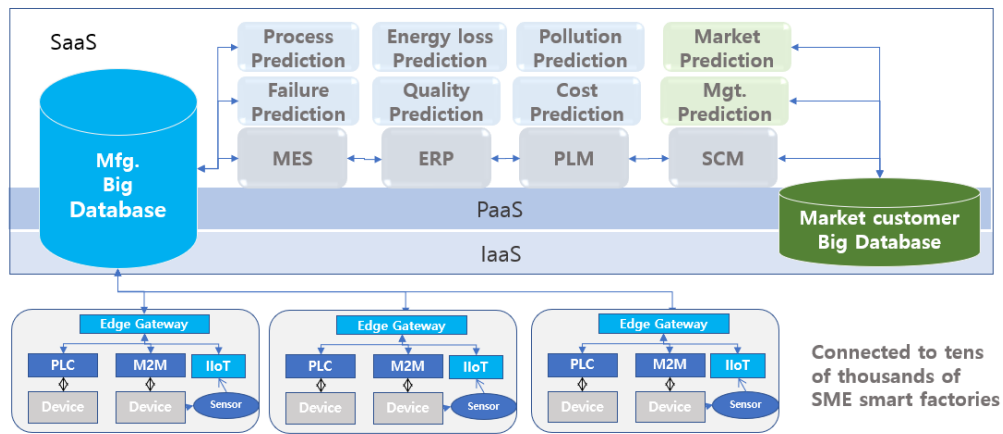 SaaS
Process
Prediction
Energy loss
Prediction
Pollution
Prediction
Market
Prediction
Failure
Prediction
Quality
Prediction
Cost
Prediction
Mgt.
Prediction
Mfg.
Big
Database
MES
ERP
PLM
SCM
PaaS
Market customer
Big Database
IaaS
Edge Gateway
PLC
M2M
IIoT
Device
Device
Sensor
Edge Gateway
PLC
M2M
IIoT
Device
Device
Sensor
Edge Gateway
PLC
M2M
IIoT
Device
Device
Sensor
Connected to tens
of thousands of
SME smart factories